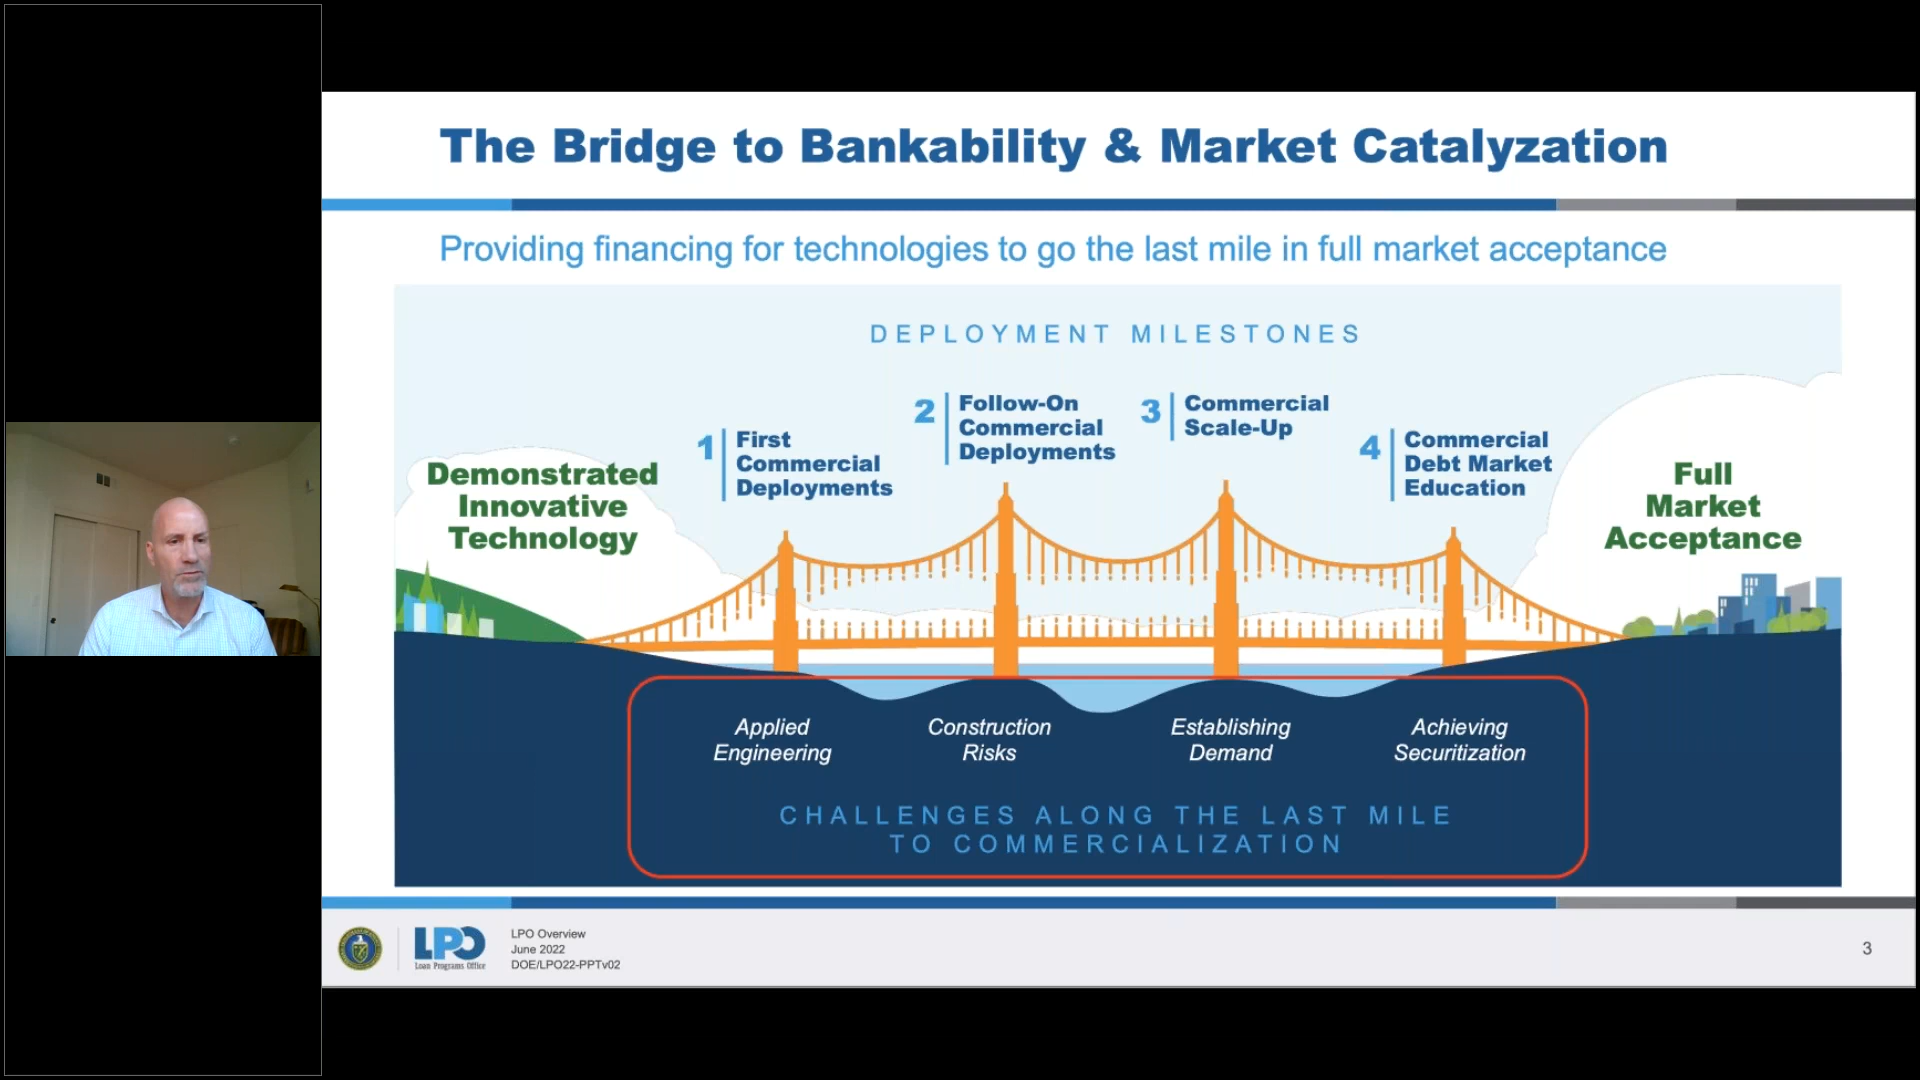 The Bridge to Bankability & Market Catalyzation
Providing financing for technologies to go the last mile in full market acceptance
DEPLOYMENT MILESTONES
Demonstrated
Innovative
Technology
1
First
Commercial
Deployments
2
Follow-On
Commercial
Deployments
3
Commercial
Scale-Up
4
Commercial
Debt Market
Education
Full
Market
Acceptance
Applied
Engineering
Construction
Risks
Establishing
Demand
Achieving
Securitization
CHALLENGES ALONG THE LAST MILE
TO COMMERCIALIZATION
LPO
Loan Programs Office
LPO Overview
June 2022
DOE/LPO22-PPTv02
3